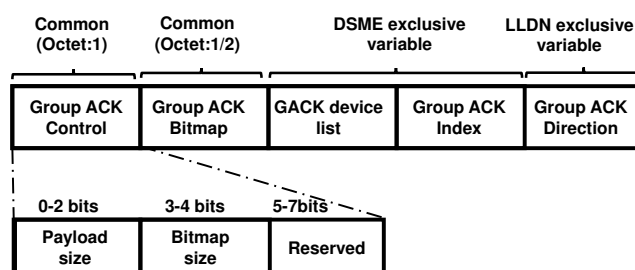 Common
(Octet:1)
Common
(Octet:1/2)
DSME exclusive
variable
LLDN exclusive
variable
Group ACK
Control
Group ACK
Bitmap
GACK device
list
Group ACK
Index
Group ACK
Direction
0-2 bits
3-4 bits
5-7bits
Payload
size
Bitmap
size
Reserved